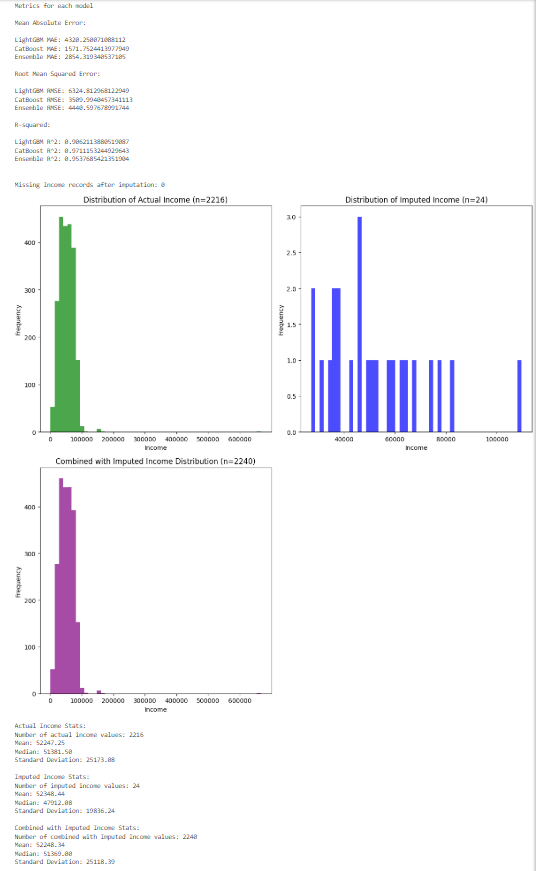 Metrics for each model
Mean Absolute Error:
LightGBM MAE: 4320.250071088112
CatBoost MAE: 1571.7524413977949
Ensemble MAE: 2854.319340537105
Root Mean Squared Error:
LightGBM RMSE: 6324.812968122949
CatBoost RMSE: 3509.9940457341113
Ensemble RMSE: 4440.597678991744
R-squared:
LightGBM R^2: 0.9062113880519087
CatBoost R^2: 0.9711153244929643
Ensemble R^2: 0.9537685421351904
Missing Income records after imputation: 0
Distribution of Actual Income (n=2216)
Frequency
400
300
200
100
0
0 100000 200000 300000 400000 500000 600000
Income
Distribution of Imputed Income (n=24)
Frequency
3.0
2.5
2.0
1.5
1.0
0.5
0.0
40000 60000 80000 100000
Income
Combined with Imputed Income Distribution (n=2240)
Frequency
400
300
200
100
0
0 100000 200000 300000 400000 500000 600000
Income
Actual Income Stats:
Number of actual income values: 2216
Mean: 52247.25
Median: 51381.50
Standard Deviation: 25173.08
Imputed Income Stats:
Number of imputed income values: 24
Mean: 52348.44
Median: 47912.08
Standard Deviation: 19836.24
Combined with Imputed Income Stats:
Number of combined with Imputed income values: 2240
Mean: 52248.34
Median: 51369.00
Standard Deviation: 25118.39